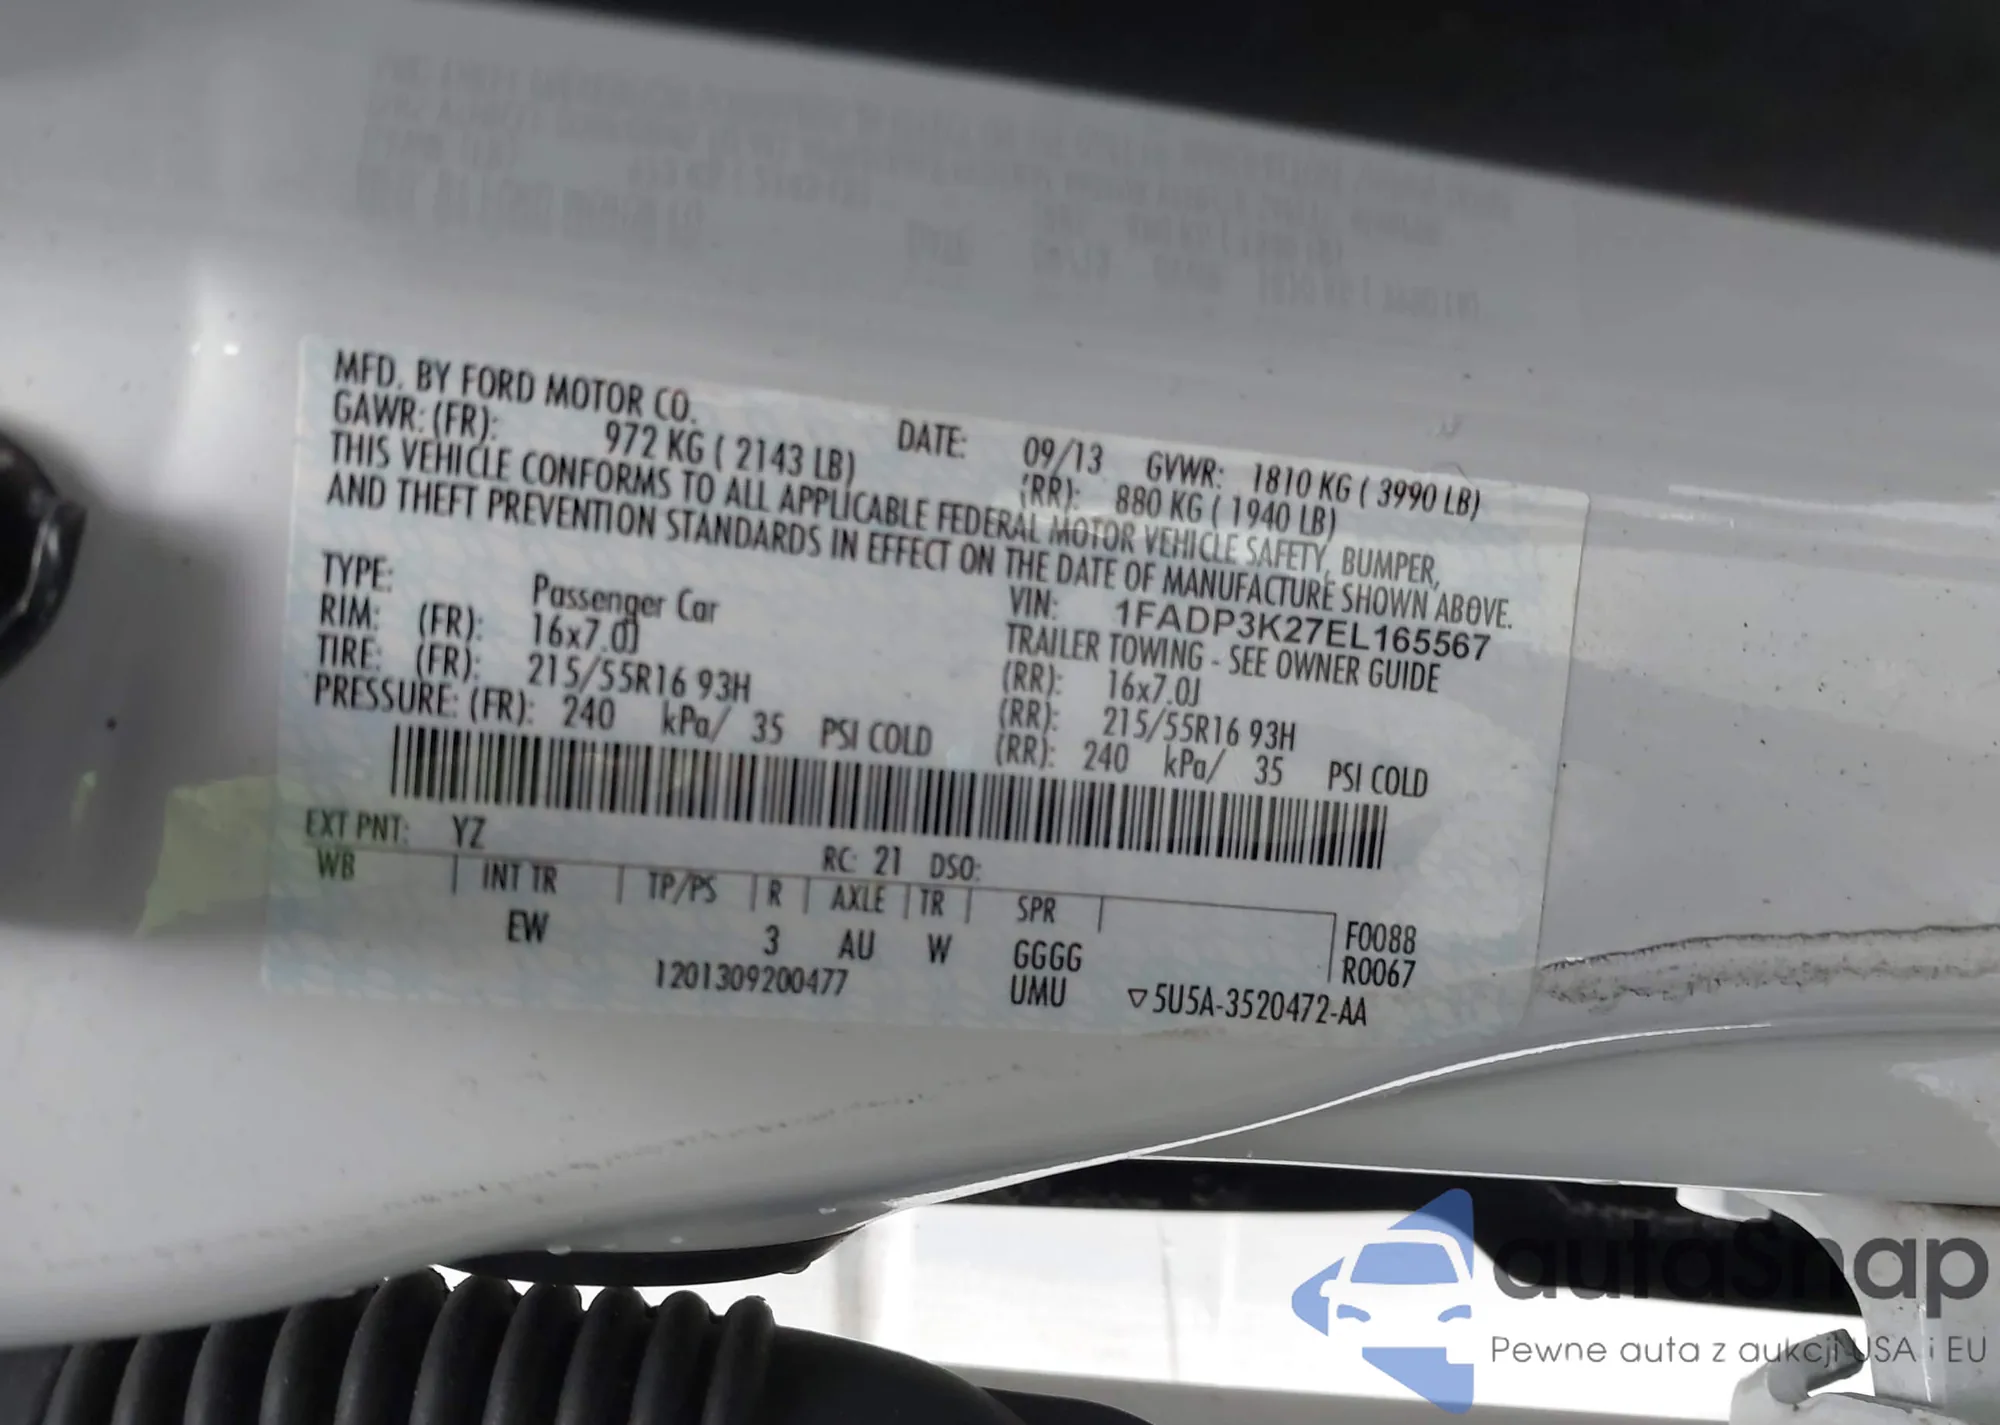 MFD. BY FORD MOTOR CO. DATE: 09/13 GVWR: 1810 KG ( 3990 LB)
GAWR: (FR): 972 KG ( 2143 LB) (RR): 880 KG ( 1940 LB)
THIS VEHICLE CONFORMS TO ALL APPLICABLE FEDERAL MOTOR VEHICLE SAFETY, BUMPER,
AND THEFT PREVENTION STANDARDS IN EFFECT ON THE DATE OF MANUFACTURE SHOWN ABOVE.
VIN: 1FADP3K27EL165567
TYPE: Passenger Car TRAILER TOWING - SEE OWNER GUIDE
RIM: (FR): 16x7.0J (RR): 16x7.0J
TIRE: (FR): 215/55R16 93H (RR): 215/55R16 93H
PRESSURE: (FR): 240 kPa/ 35 PSI COLD (RR): 240 kPa/ 35 PSI COLD
EXT PNT: YZ RC: 21 DSO:
WB INT TR TP/PS R AXLE TR SPR F0088
EW 3 AU W GGGG R0067
1201309200477 UMU ▽5U5A-3520472-AA
autaSnap
Pewne auta z aukcji USA i EU